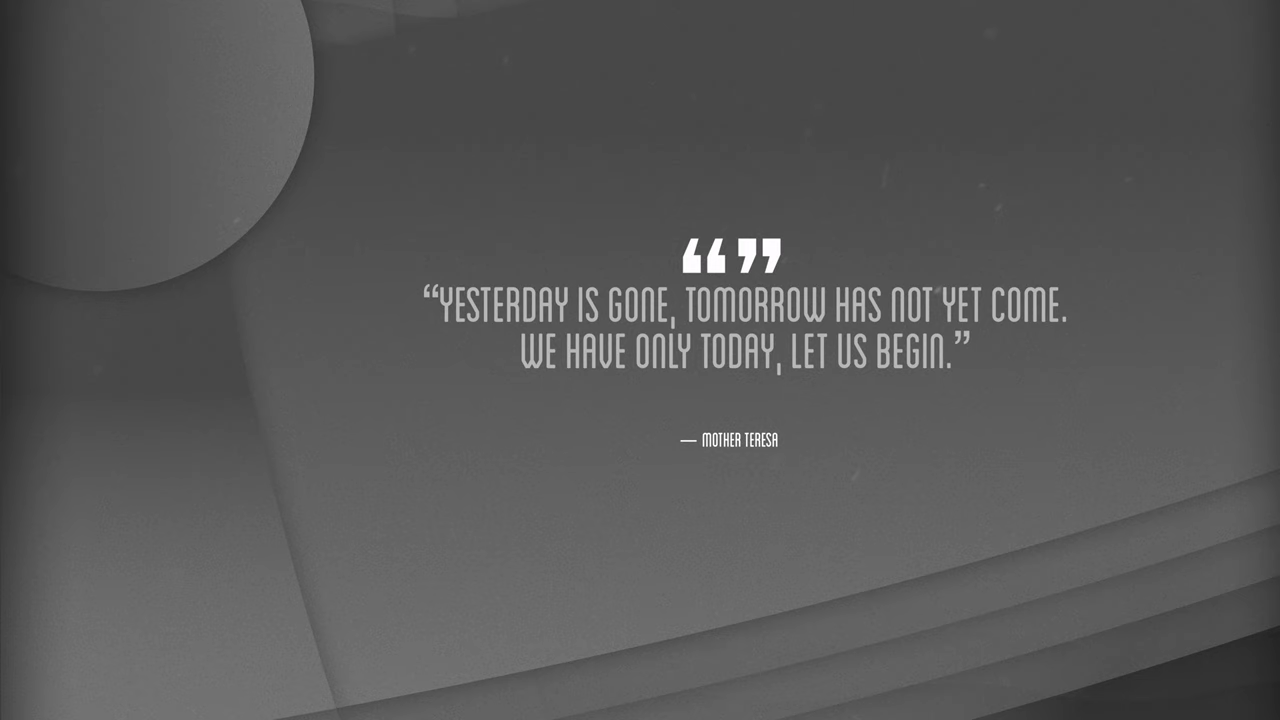 “”
“YESTERDAY IS GONE, TOMORROW HAS NOT YET COME.
WE HAVE ONLY TODAY, LET US BEGIN.”
— MOTHER TERESA